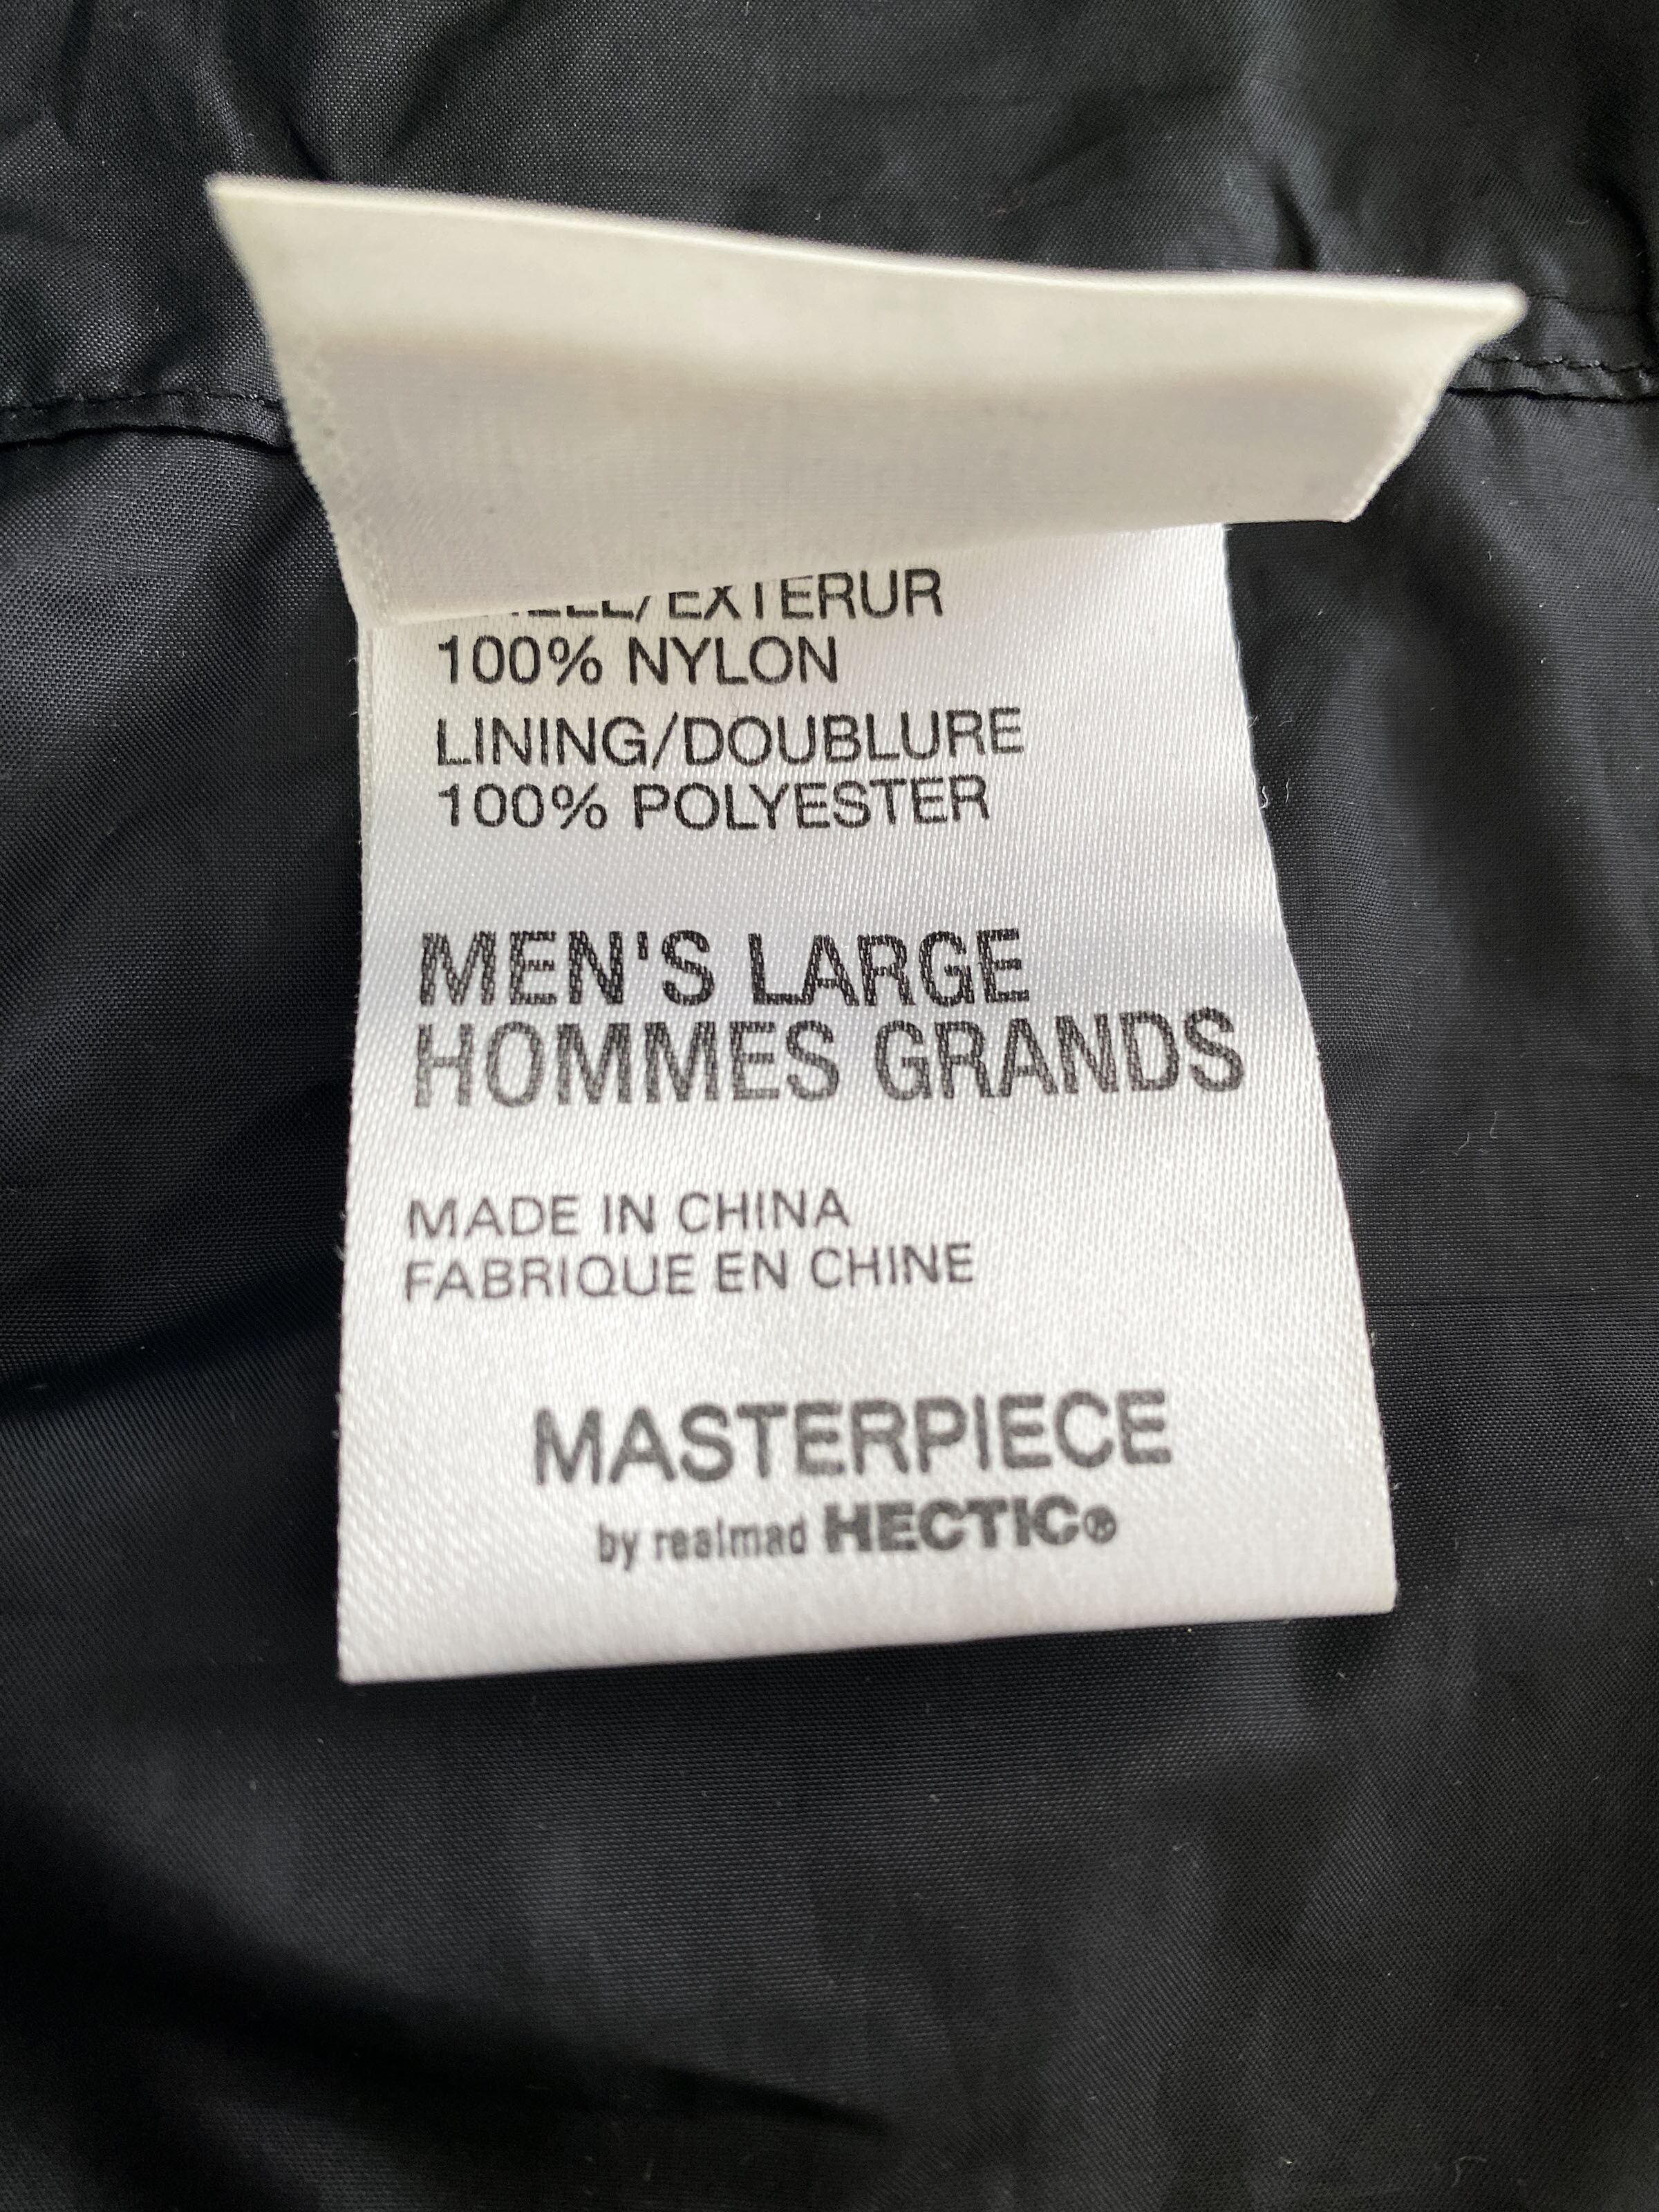 SHELL/EXTERUR
100% NYLON
LINING/DOUBLURE
100% POLYESTER
MEN'S LARGE
HOMMES GRANDS
MADE IN CHINA
FABRIQUE EN CHINE
MASTERPIECE
by realmad HECTIC®